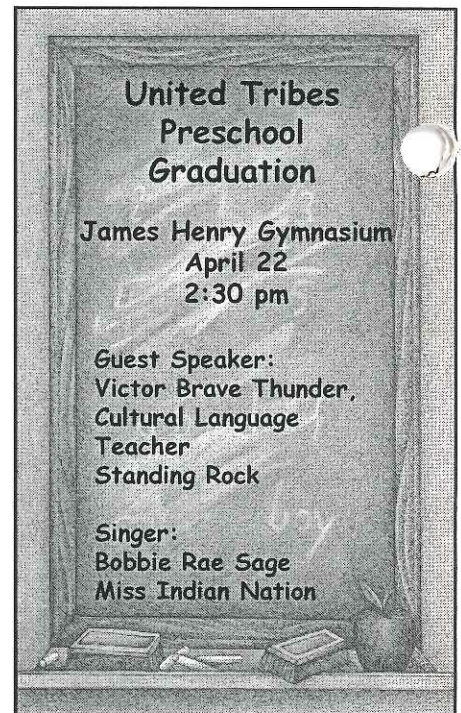 United Tribes
Preschool
Graduation
James Henry Gymnasium
April 22
2:30 pm
Guest Speaker:
Victor Brave Thunder,
Cultural Language
Teacher
Standing Rock
Singer:
Bobbie Rae Sage
Miss Indian Nation